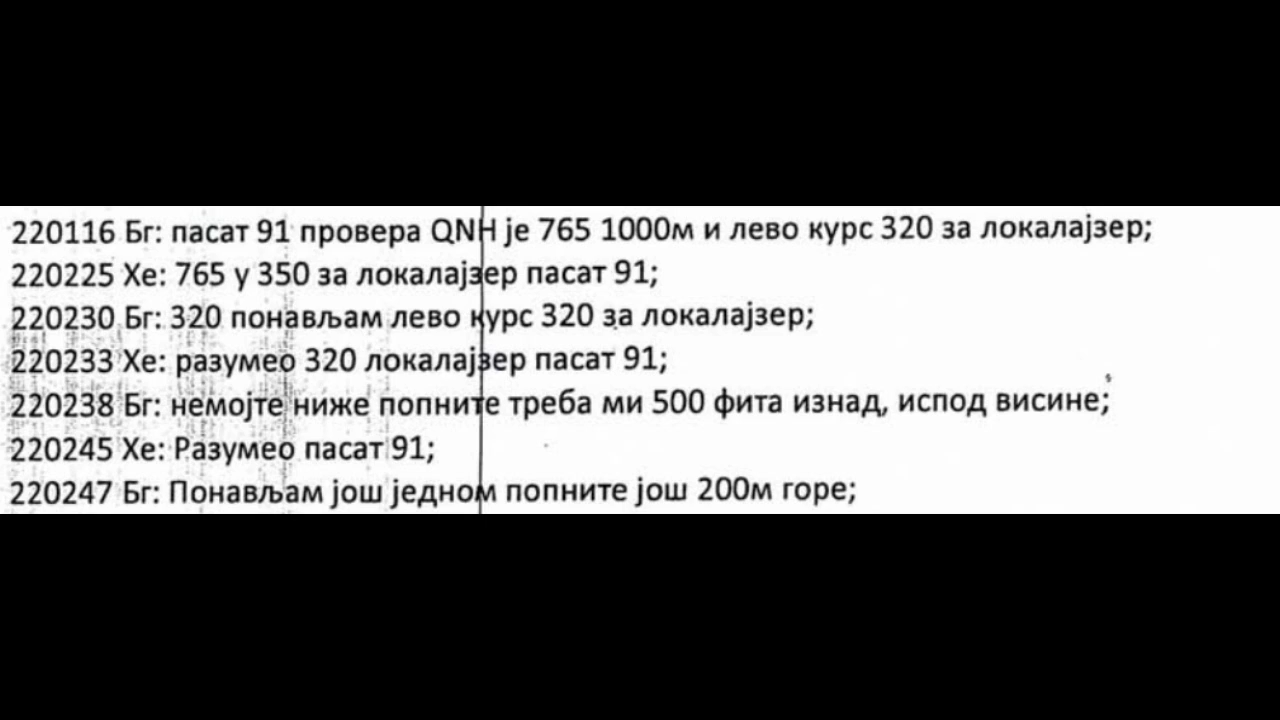 220116 Бг: пасат 91 провера QNH је 765 1000м и лево курс 320 за локалајзер;
220225 Хе: 765 у 350 за локалајзер пасат 91;
220230 Бг: 320 понављам лево курс 320 за локалајзер;
220233 Хе: разумео 320 локалајзер пасат 91;
220238 Бг: немојте ниже попните треба ми 500 фита изнад, испод висине;
220245 Хе: Разумео пасат 91;
220247 Бг: Понављам још једном попните још 200м горе;